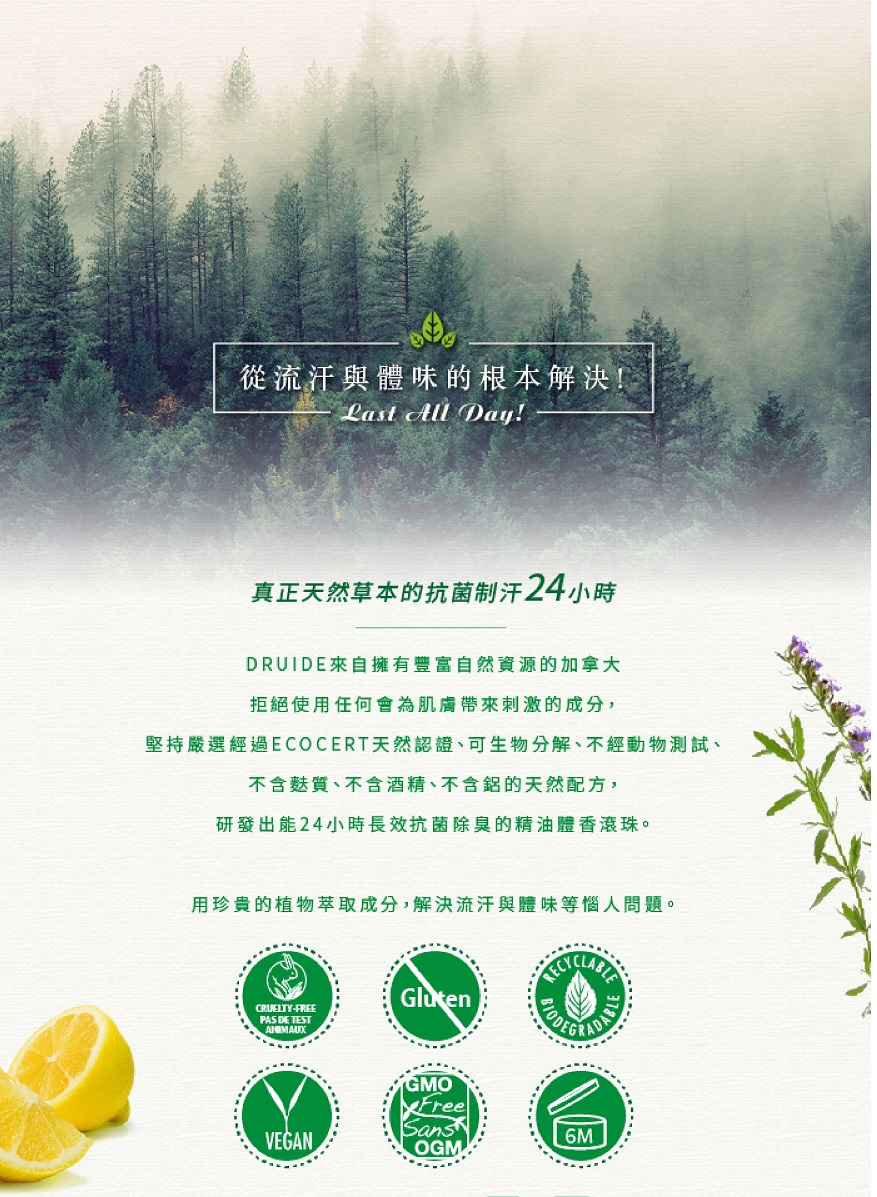 從流汗與體味的根本解決!
Last All Day!
真正天然草本的抗菌制汗24小時
DRUIDE來自擁有豐富自然資源的加拿大
拒絕使用任何會為肌膚帶來刺激的成分，
堅持嚴選經過ECOCERT天然認證、可生物分解、不經動物測試、
不含麩質、不含酒精、不含鋁的天然配方，
研發出能24小時長效抗菌除臭的精油體香滾珠。
用珍貴的植物萃取成分，解決流汗與體味等惱人問題。
CRUELTY-FREE
PAS DE TEST
ANIMAUX
Gluten
RECYCLABLE
BIODEGRADABLE
VEGAN
GMO
Free
Sans
OGM
6M